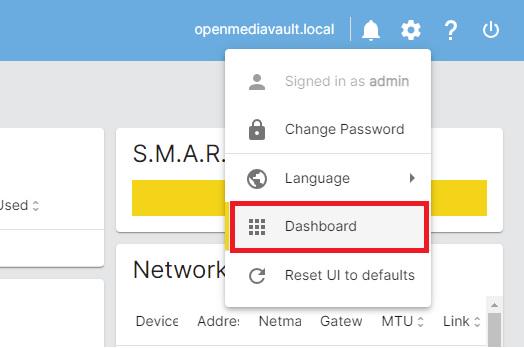 openmediavault.local
?
Signed in as admin
Change Password
S.M.A.R.
Language
Used
Dashboard
Network
Reset UI to defaults
Device Addre Netma Gatew MTU Link